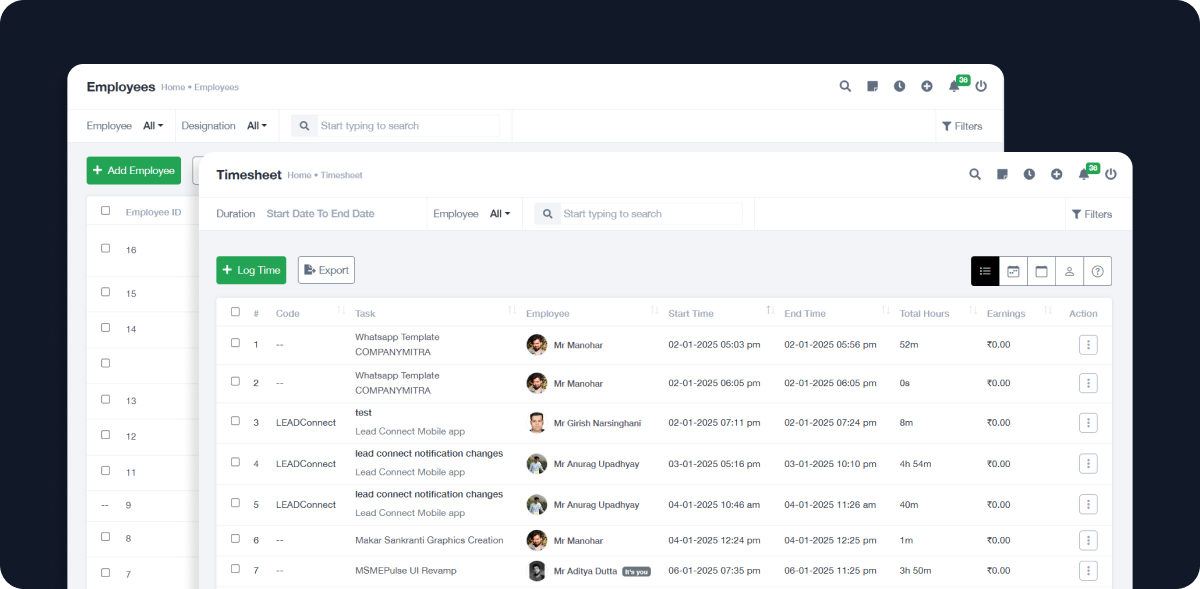 Employees Home • Employees
38
Employee All Designation All Start typing to search Filters
+ Add Employee
Employee ID
16
15
14
13
12
11
-- 9
8
7
Timesheet Home • Timesheet
38
Duration Start Date To End Date Employee All Start typing to search Filters
+ Log Time Export
# Code Task Employee Start Time End Time Total Hours Earnings Action
1 -- Whatsapp Template Mr Manohar 02-01-2025 05:03 pm 02-01-2025 05:56 pm 52m ₹0.00
COMPANYMITRA
2 -- Whatsapp Template Mr Manohar 02-01-2025 06:05 pm 02-01-2025 06:05 pm 0s ₹0.00
COMPANYMITRA
3 LEADConnect test Mr Girish Narsinghani 02-01-2025 07:11 pm 02-01-2025 07:24 pm 8m ₹0.00
Lead Connect Mobile app
4 LEADConnect lead connect notification changes Mr Anurag Upadhyay 03-01-2025 05:16 pm 03-01-2025 10:10 pm 4h 54m ₹0.00
Lead Connect Mobile app
5 LEADConnect lead connect notification changes Mr Anurag Upadhyay 04-01-2025 10:46 am 04-01-2025 11:26 am 40m ₹0.00
Lead Connect Mobile app
6 -- Makar Sankranti Graphics Creation Mr Manohar 04-01-2025 12:24 pm 04-01-2025 12:25 pm 1m ₹0.00
7 -- MSMEPulse UI Revamp Mr Aditya Dutta It's you 06-01-2025 07:35 pm 06-01-2025 11:25 pm 3h 50m ₹0.00